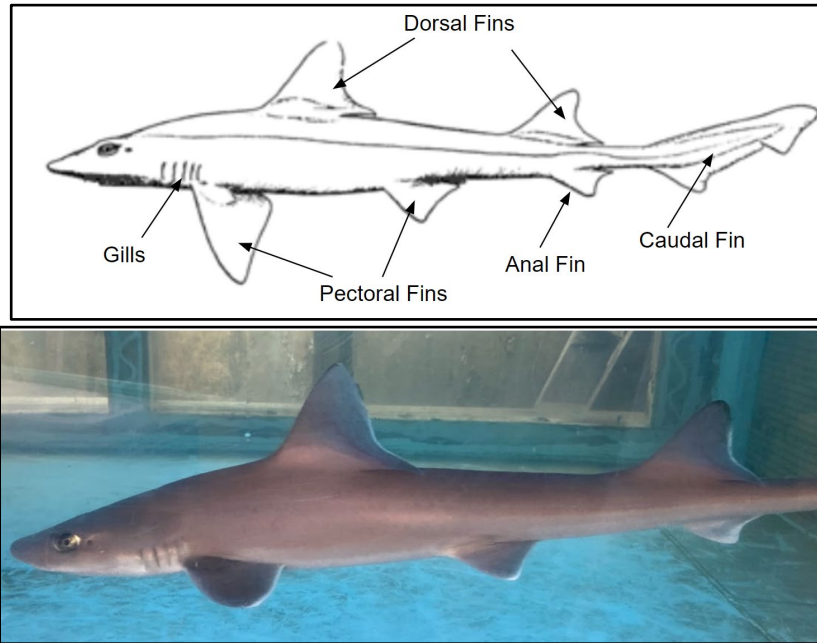 Dorsal Fins
Gills
Pectoral Fins
Anal Fin
Caudal Fin